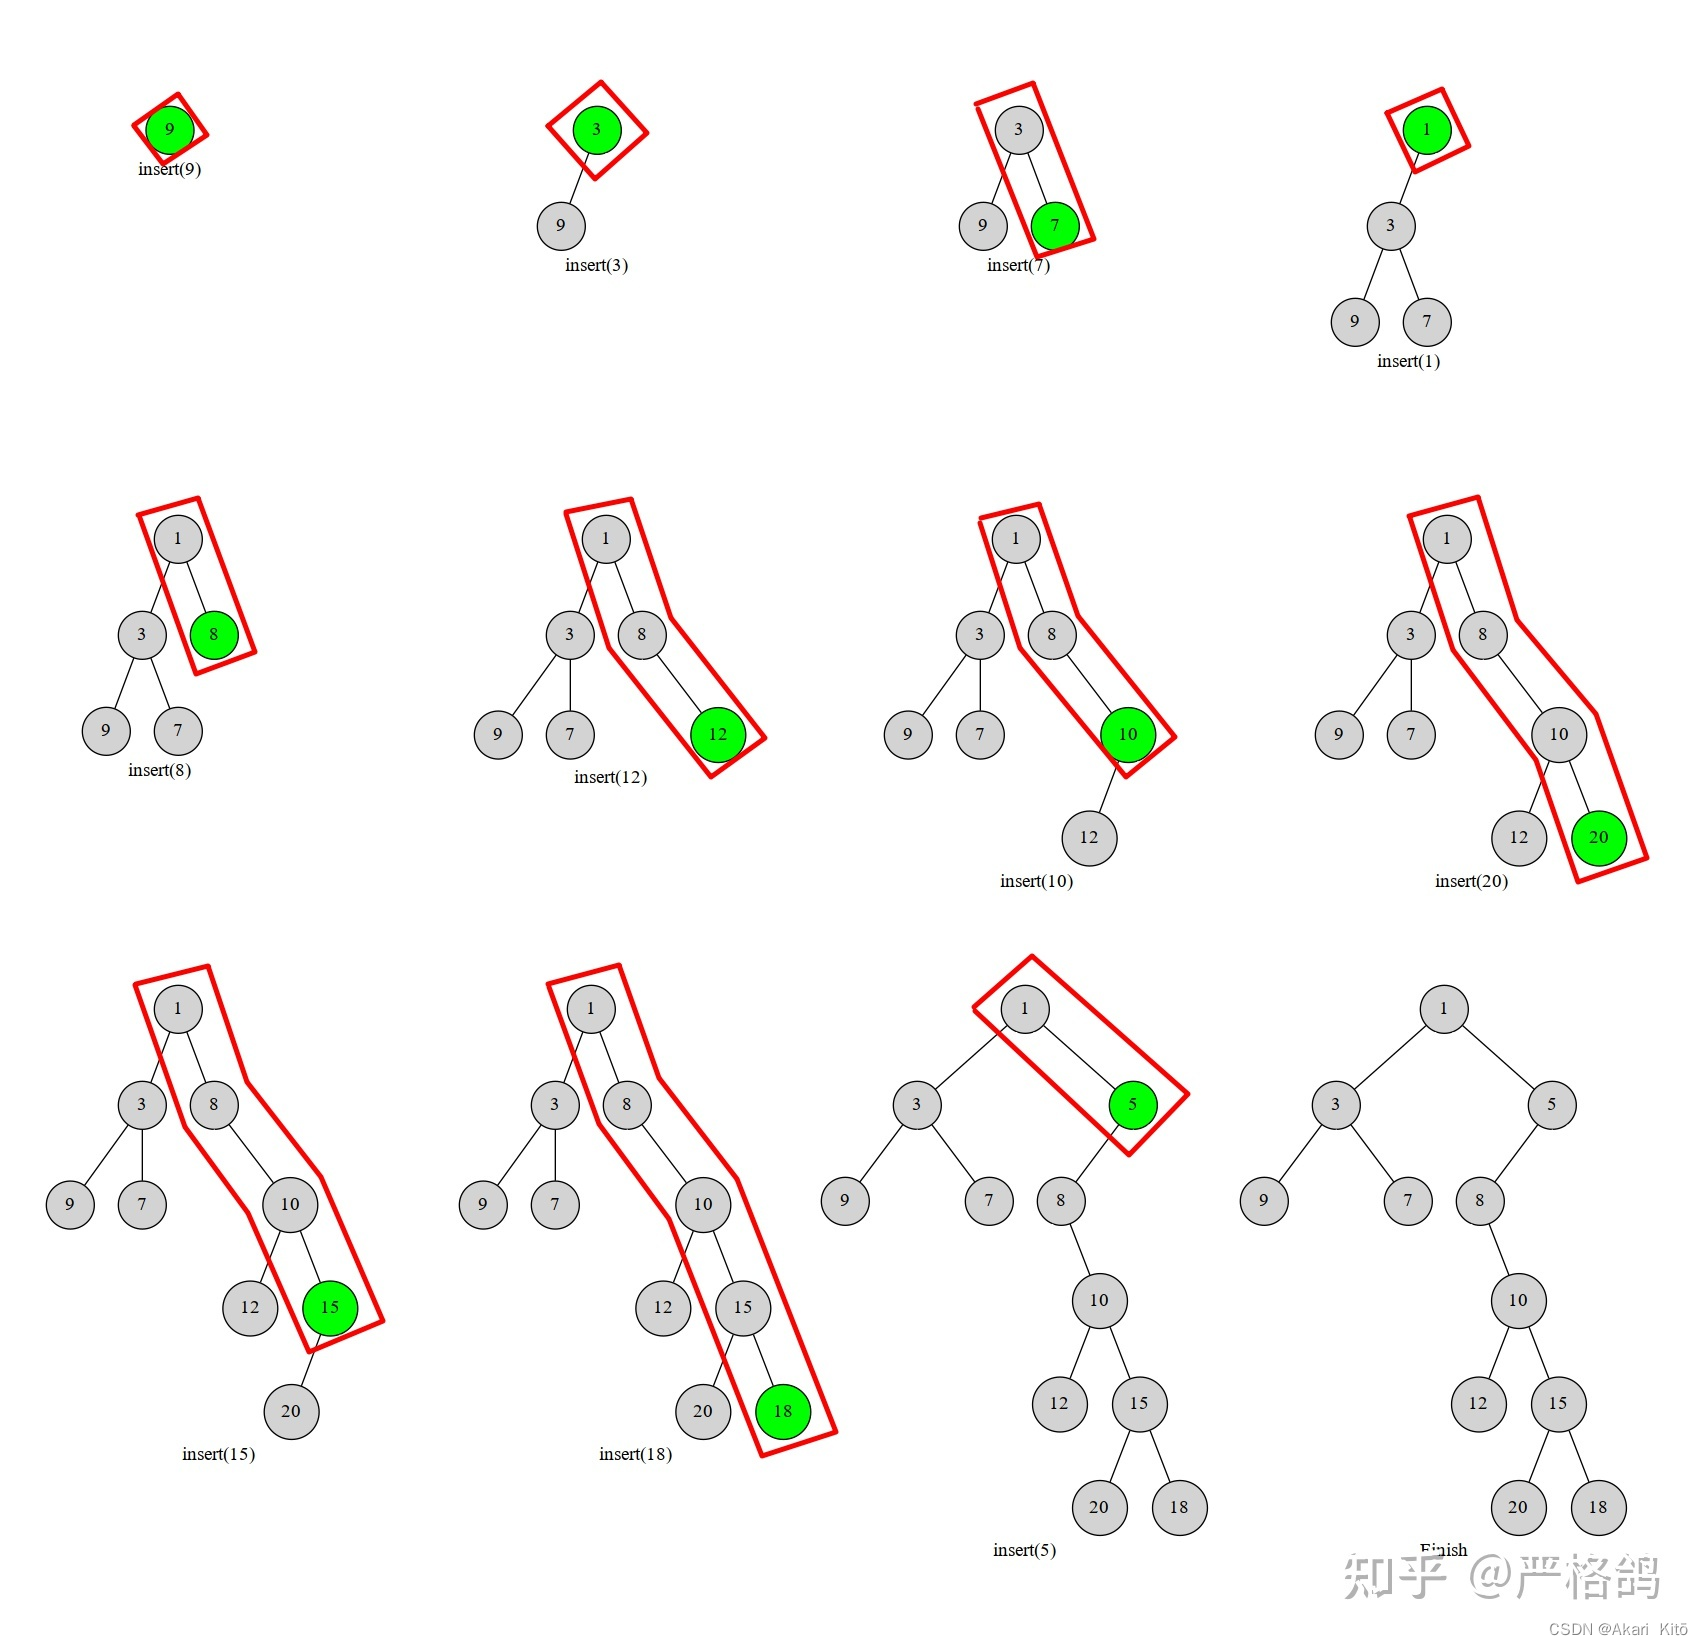 9
insert(9)
3
9
insert(3)
3
9 7
insert(7)
1
3
9 7
insert(1)
1
3 8
9 7
insert(8)
1
3 8
9 7 12
insert(12)
1
3 8
9 7 10
12
insert(10)
1
3 8
9 7 10
12 20
insert(20)
1
3 8
9 7 10
12 15
20
insert(15)
1
3 8
9 7 10
12 15
20 18
insert(18)
1
3 5
9 7 8
10
12 15
20 18
insert(5)
1
3 5
9 7 8
10
12 15
20 18
Finish
知乎 @严格鸽
CSDN @Akari Kitō